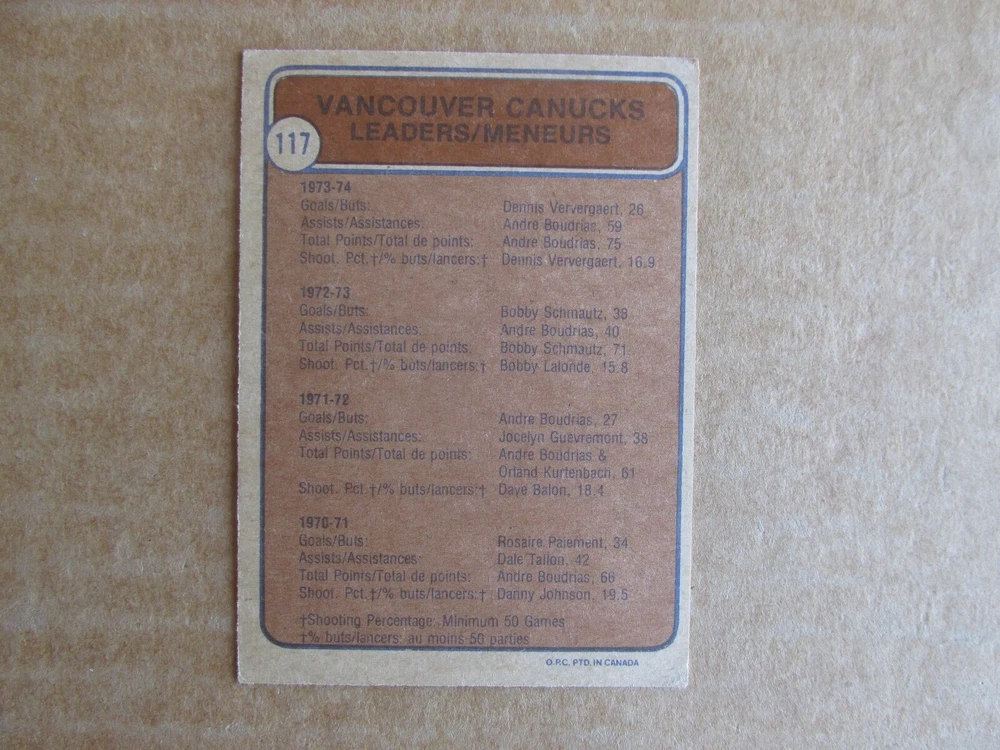 VANCOUVER CANUCKS
LEADERS/MENEURS
117
1973-74
Goals/Buts: Dennis Ververgaert, 26
Assists/Assistances: Andre Boudrias, 59
Total Points/Total de points: Andre Boudrias, 75
Shoot. Pct.†/% buts/lancers:† Dennis Ververgaert, 16.9
1972-73
Goals/Buts: Bobby Schmautz, 38
Assists/Assistances: Andre Boudrias, 40
Total Points/Total de points: Bobby Schmautz, 71
Shoot. Pct.†/% buts/lancers:† Bobby Lalonde, 15.8
1971-72
Goals/Buts: Andre Boudrias, 27
Assists/Assistances: Jocelyn Guevremont, 38
Total Points/Total de points: Andre Boudrias &
Orland Kurtenbach, 61
Shoot. Pct.†/% buts/lancers:† Dave Balon, 18.4
1970-71
Goals/Buts: Rosaire Paiement, 34
Assists/Assistances: Dale Tallon, 42
Total Points/Total de points: Andre Boudrias, 66
Shoot. Pct.†/% buts/lancers:† Danny Johnson, 19.5
†Shooting Percentage: Minimum 50 Games
†% buts/lancers: au moins 50 parties
O.P.C. PTD. IN CANADA